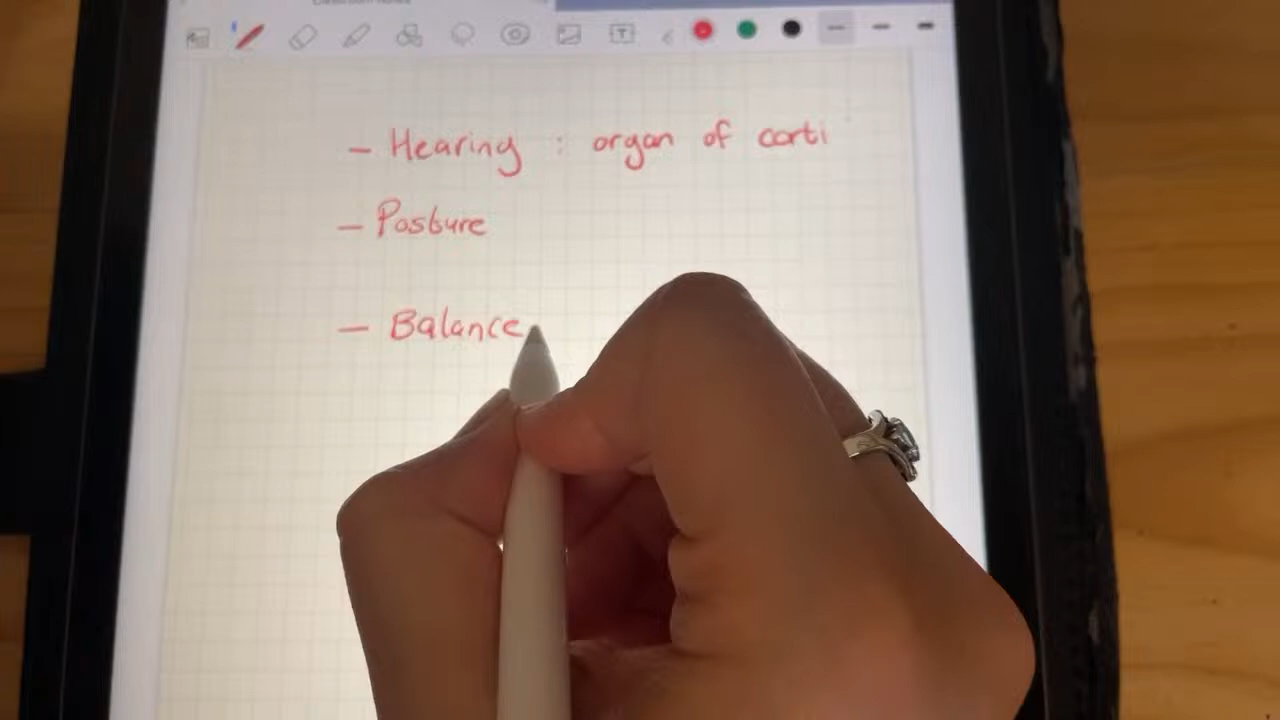 - Hearing : organ of corti
- Posture
- Balance